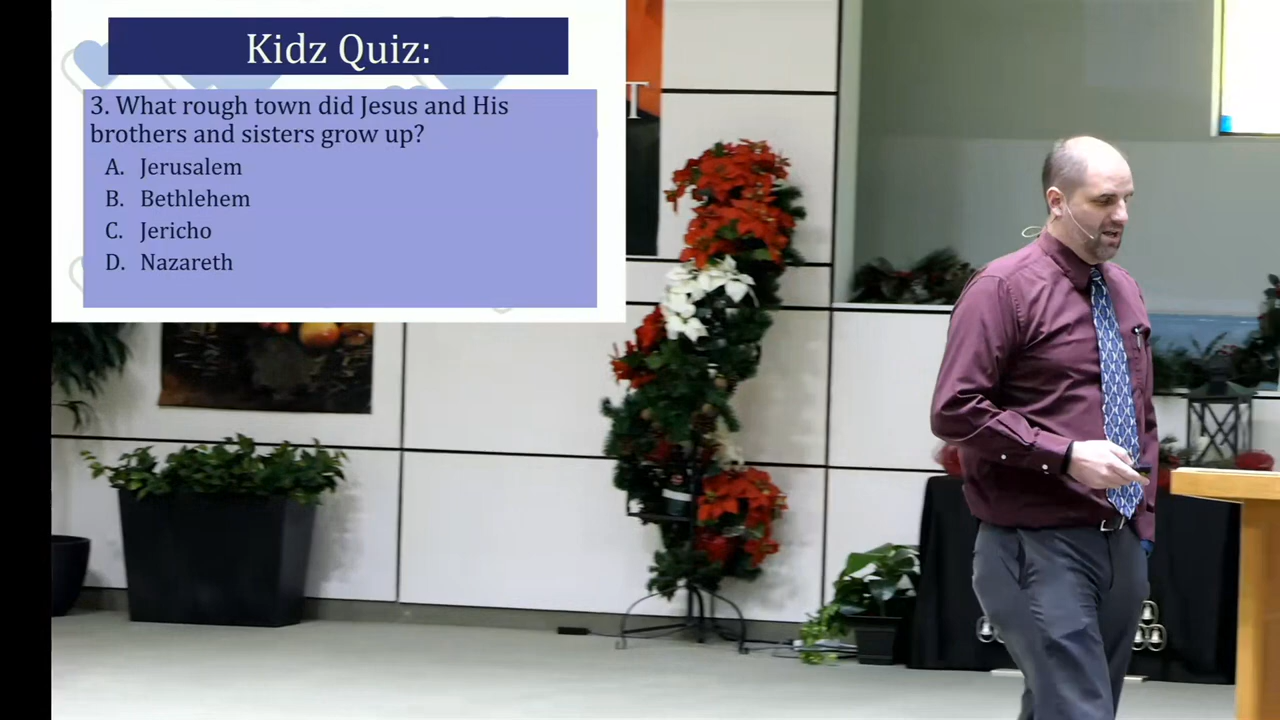 Kidz Quiz:
3. What rough town did Jesus and His
brothers and sisters grow up?
A. Jerusalem
B. Bethlehem
C. Jericho
D. Nazareth
T